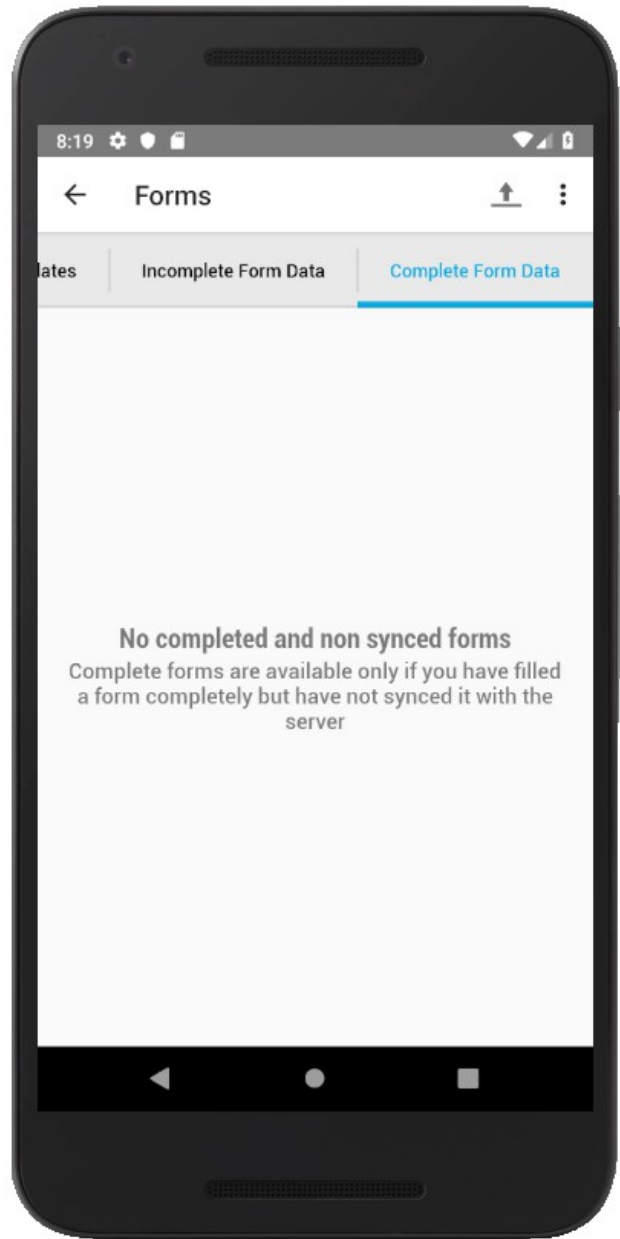 8:19
Forms
lates
Incomplete Form Data
Complete Form Data
No completed and non synced forms
Complete forms are available only if you have filled
a form completely but have not synced it with the
server